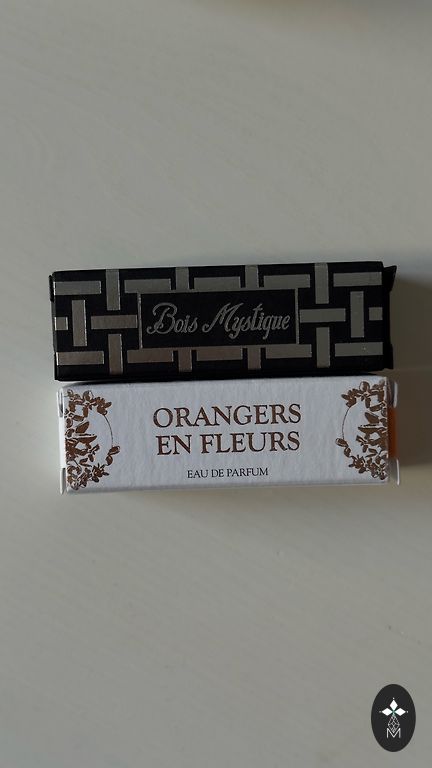 Bois Mystique
ORANGERS
EN FLEURS
EAU DE PARFUM
M